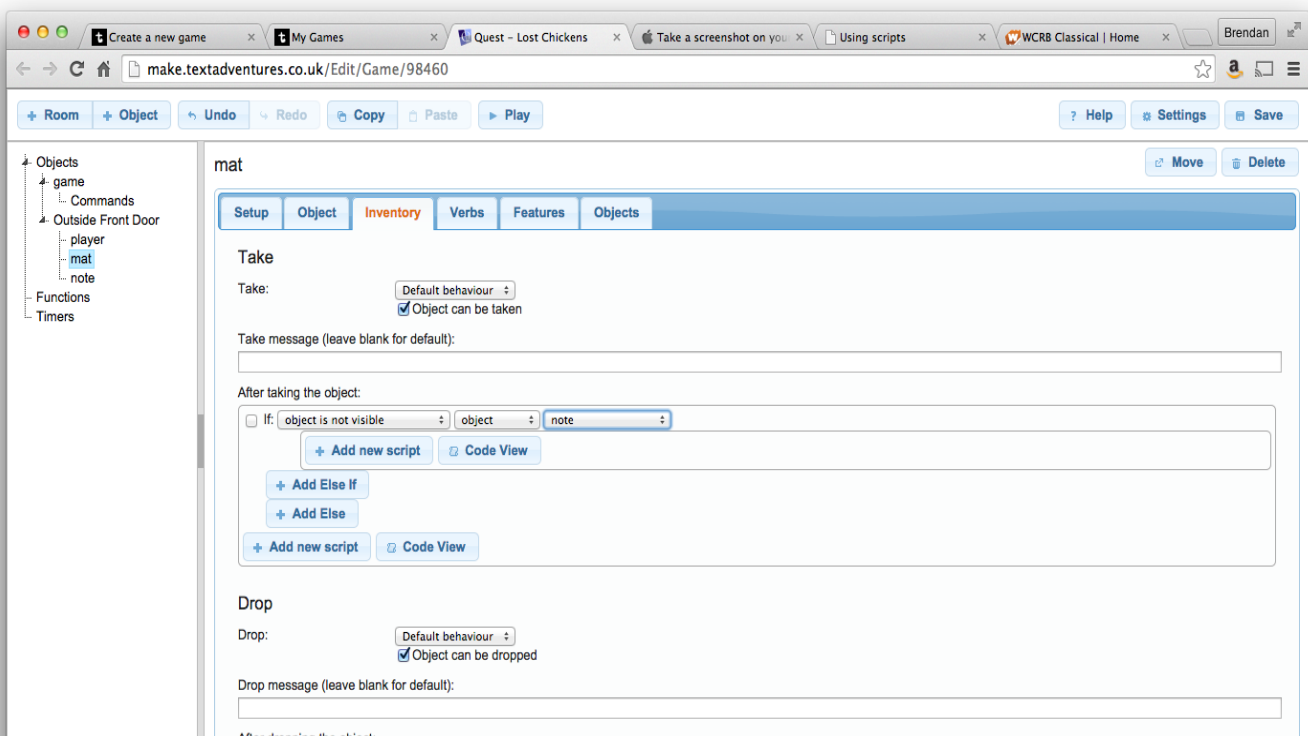 Create a new game × My Games × Quest – Lost Chickens × Take a screenshot on you × Using scripts × WCRB Classical | Home × Brendan
make.textadventures.co.uk/Edit/Game/98460
+ Room + Object Undo Redo Copy Paste Play ? Help Settings Save
Objects
game
Commands
Outside Front Door
player
mat
note
Functions
Timers
mat Move Delete
Setup Object Inventory Verbs Features Objects
Take
Take: Default behaviour
Object can be taken
Take message (leave blank for default):
After taking the object:
If: object is not visible object note
+ Add new script Code View
+ Add Else If
+ Add Else
+ Add new script Code View
Drop
Drop: Default behaviour
Object can be dropped
Drop message (leave blank for default):